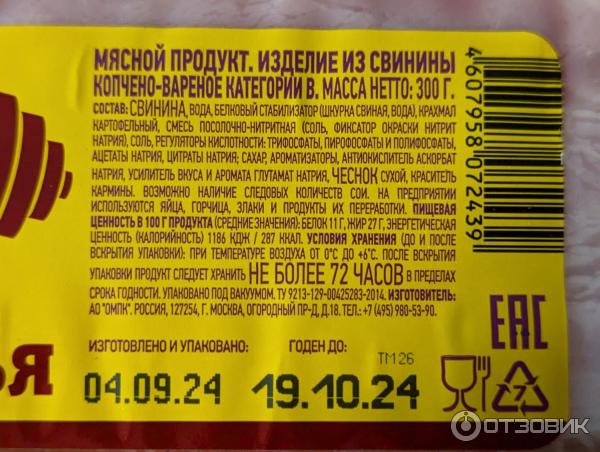 МЯСНОЙ ПРОДУКТ. ИЗДЕЛИЕ ИЗ СВИНИНЫ
КОПЧЕНО-ВАРЕНОЕ КАТЕГОРИИ В. МАССА НЕТТО: 300 Г.
СОСТАВ: СВИНИНА, ВОДА, БЕЛКОВЫЙ СТАБИЛИЗАТОР (ШКУРКА СВИНАЯ, ВОДА), КРАХМАЛ
КАРТОФЕЛЬНЫЙ, СМЕСЬ ПОСОЛОЧНО-НИТРИТНАЯ (СОЛЬ, ФИКСАТОР ОКРАСКИ НИТРИТ
НАТРИЯ), СОЛЬ, РЕГУЛЯТОРЫ КИСЛОТНОСТИ: ТРИФОСФАТЫ, ПИРОФОСФАТЫ И ПОЛИФОСФАТЫ,
АЦЕТАТЫ НАТРИЯ, ЦИТРАТЫ НАТРИЯ; САХАР, АРОМАТИЗАТОРЫ, АНТИОКИСЛИТЕЛЬ АСКОРБАТ
НАТРИЯ, УСИЛИТЕЛЬ ВКУСА И АРОМАТА ГЛУТАМАТ НАТРИЯ, ЧЕСНОК СУХОЙ, КРАСИТЕЛЬ
КАРМИНЫ. ВОЗМОЖНО НАЛИЧИЕ СЛЕДОВЫХ КОЛИЧЕСТВ СОИ. НА ПРЕДПРИЯТИИ
ИСПОЛЬЗУЮТСЯ ЯЙЦА, ГОРЧИЦА, ЗЛАКИ И ПРОДУКТЫ ИХ ПЕРЕРАБОТКИ. ПИЩЕВАЯ
ЦЕННОСТЬ В 100 Г ПРОДУКТА (СРЕДНИЕ ЗНАЧЕНИЯ): БЕЛОК 11 Г, ЖИР 27 Г, ЭНЕРГЕТИЧЕСКАЯ
ЦЕННОСТЬ (КАЛОРИЙНОСТЬ) 1186 КДЖ / 287 ККАЛ. УСЛОВИЯ ХРАНЕНИЯ (ДО И ПОСЛЕ
ВСКРЫТИЯ УПАКОВКИ): ПРИ ТЕМПЕРАТУРЕ ВОЗДУХА ОТ 0°С ДО +6°С. ПОСЛЕ ВСКРЫТИЯ
УПАКОВКИ ПРОДУКТ СЛЕДУЕТ ХРАНИТЬ НЕ БОЛЕЕ 72 ЧАСОВ В ПРЕДЕЛАХ
СРОКА ГОДНОСТИ. УПАКОВАНО ПОД ВАКУУМОМ. ТУ 9213-129-00425283-2014. ИЗГОТОВИТЕЛЬ:
АО "ОМПК". РОССИЯ, 127254, Г. МОСКВА, ОГОРОДНЫЙ ПР-Д, Д.18. ТЕЛ.: +7 (495) 980-53-90.
ИЗГОТОВЛЕНО И УПАКОВАНО: ГОДЕН ДО:
ТМ 26
04.09.24 19.10.24
4607958072439
ЕАС
7
ья
ОТЗОВИК